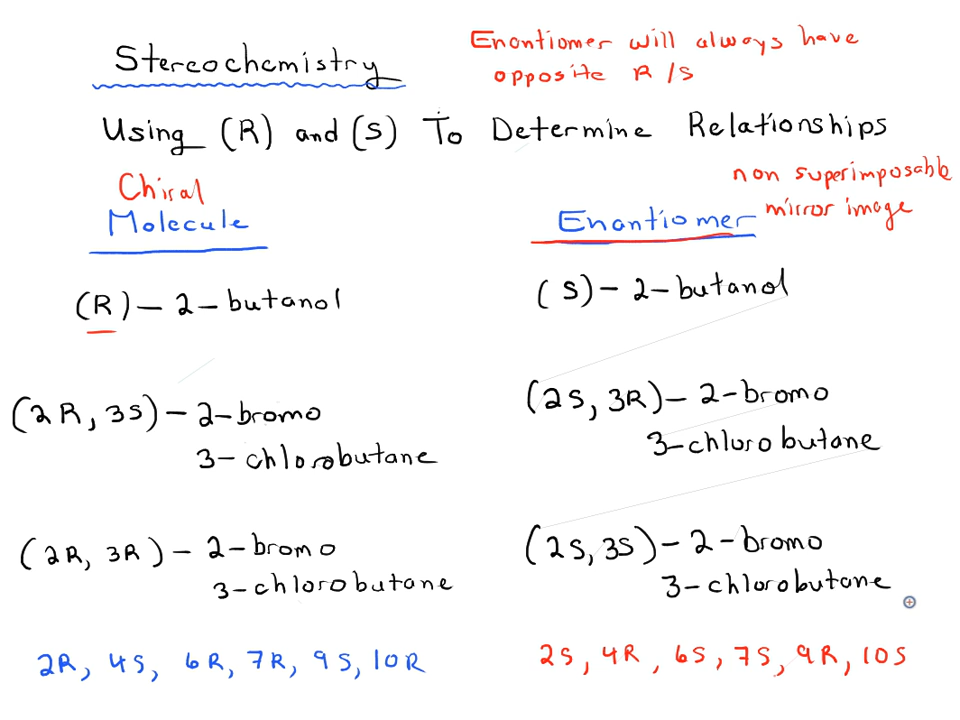 Stereochemistry
Enantiomer will always have
opposite R/S
Using (R) and (S) To Determine Relationships
Chiral
Molecule
non superimposable
mirror image
Enantiomer
(R) - 2 - butanol
(S) - 2 - butanol
(2R, 3S) - 2-bromo
3-chlorobutane
(2S, 3R) - 2-bromo
3-chlorobutane
(2R, 3R) - 2-bromo
3-chlorobutane
(2S, 3S) - 2-bromo
3-chlorobutane
2R, 4S, 6R, 7R, 9S, 10R
2S, 4R, 6S, 7S, 9R, 10S